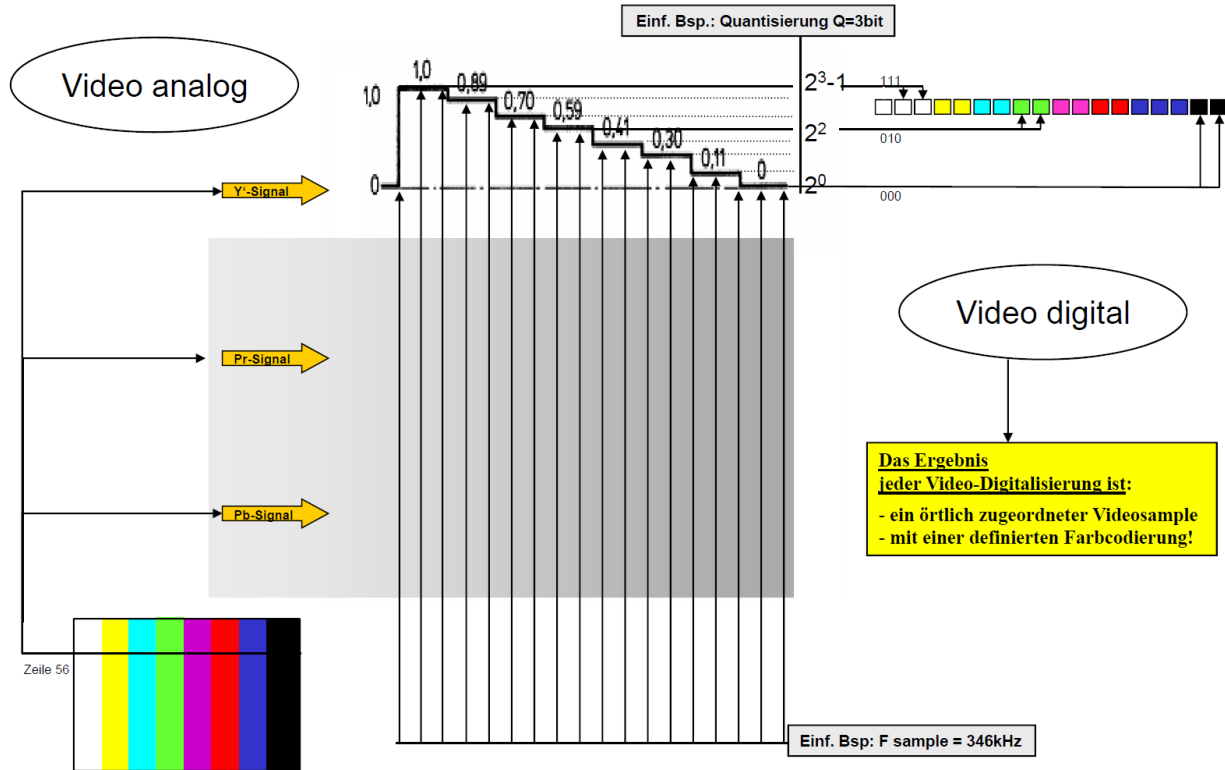 Einf. Bsp.: Quantisierung Q=3bit
Video analog
1,0
1,0
0,89
0,70
0,59
0,41
0,30
0,11
0
0
2³-1
2²
2⁰
111
010
000
Y‘-Signal
Pr-Signal
Pb-Signal
Video digital
Das Ergebnis
jeder Video-Digitalisierung ist:
- ein örtlich zugeordneter Videosample
- mit einer definierten Farbcodierung!
Zeile 56
Einf. Bsp: F sample = 346kHz